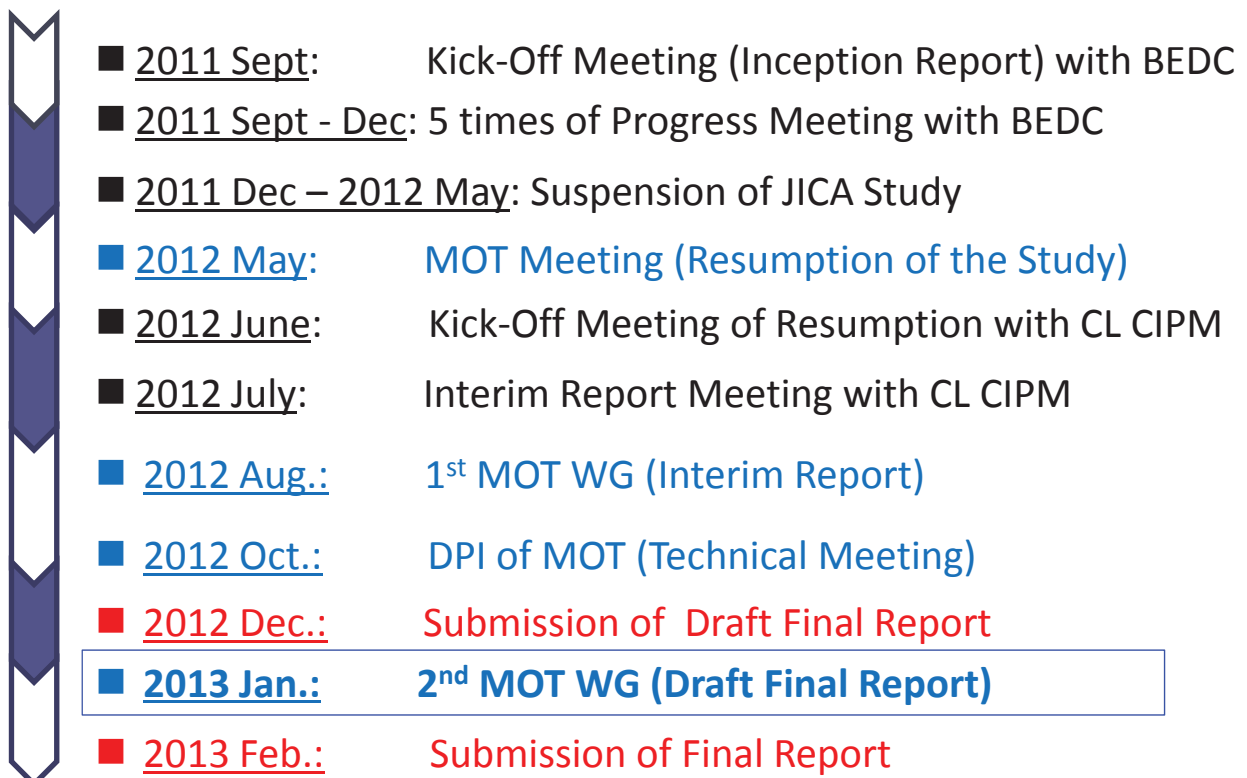 ■ 2011 Sept: Kick-Off Meeting (Inception Report) with BEDC
■ 2011 Sept - Dec: 5 times of Progress Meeting with BEDC
■ 2011 Dec – 2012 May: Suspension of JICA Study
■ 2012 May: MOT Meeting (Resumption of the Study)
■ 2012 June: Kick-Off Meeting of Resumption with CL CIPM
■ 2012 July: Interim Report Meeting with CL CIPM
■ 2012 Aug.: 1st MOT WG (Interim Report)
■ 2012 Oct.: DPI of MOT (Technical Meeting)
■ 2012 Dec.: Submission of Draft Final Report
■ 2013 Jan.: 2nd MOT WG (Draft Final Report)
■ 2013 Feb.: Submission of Final Report